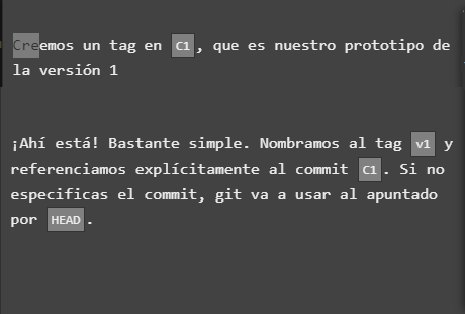 Creemos un tag en C1, que es nuestro prototipo de
la versión 1
¡Ahí está! Bastante simple. Nombramos al tag v1 y
referenciamos explícitamente al commit C1. Si no
especificas el commit, git va a usar al apuntado
por HEAD.